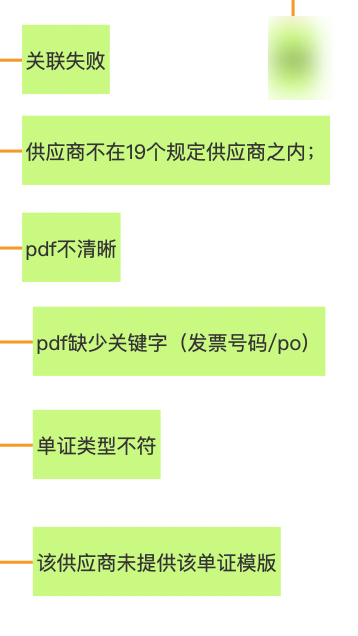 关联失败
供应商不在19个规定供应商之内；
pdf不清晰
pdf缺少关键字（发票号码/po）
单证类型不符
该供应商未提供该单证模版